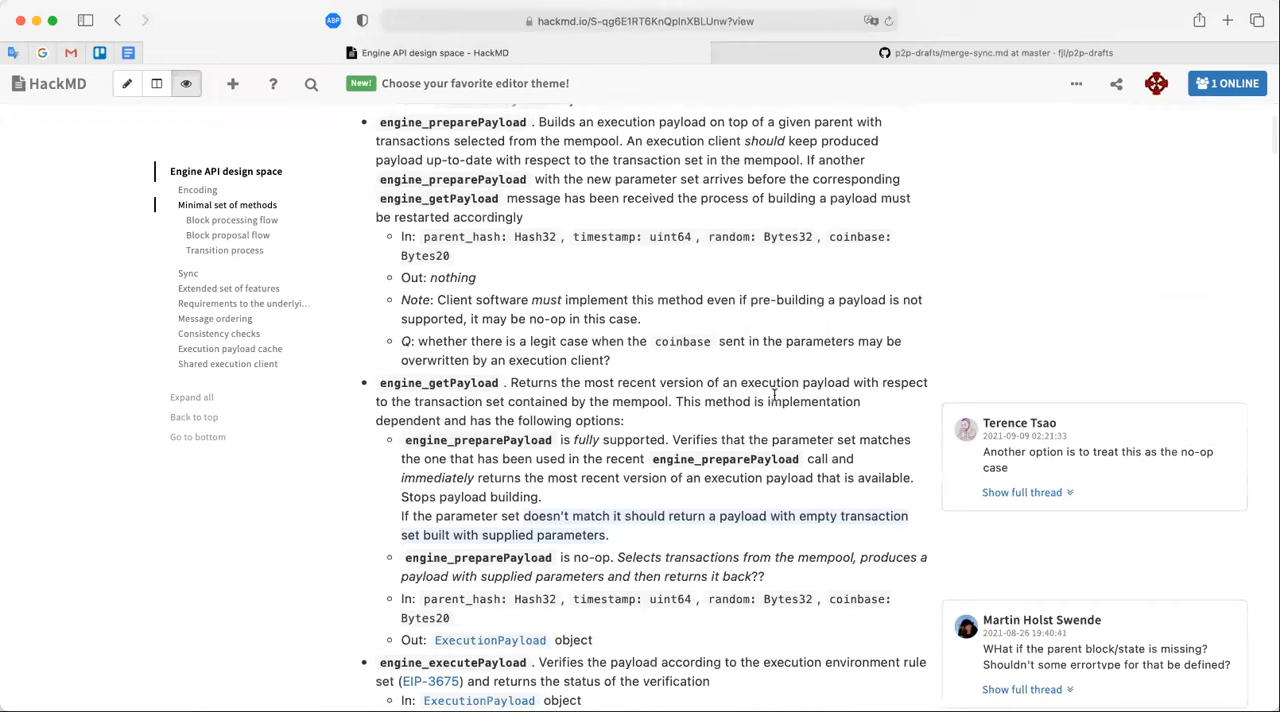 ABP
hackmd.io/S-qg6E1RT6KnQplnXBLUnw?view
Engine API design space - HackMD
p2p-drafts/merge-sync.md at master · fjl/p2p-drafts
HackMD
New! Choose your favorite editor theme!
1 ONLINE
Engine API design space
Encoding
Minimal set of methods
Block processing flow
Block proposal flow
Transition process
Sync
Extended set of features
Requirements to the underlyi...
Message ordering
Consistency checks
Execution payload cache
Shared execution client
Expand all
Back to top
Go to bottom
engine_preparePayload . Builds an execution payload on top of a given parent with
transactions selected from the mempool. An execution client should keep produced
payload up-to-date with respect to the transaction set in the mempool. If another
engine_preparePayload with the new parameter set arrives before the corresponding
engine_getPayload message has been received the process of building a payload must
be restarted accordingly
In: parent_hash: Hash32 , timestamp: uint64 , random: Bytes32 , coinbase:
Bytes20
Out: nothing
Note: Client software must implement this method even if pre-building a payload is not
supported, it may be no-op in this case.
Q: whether there is a legit case when the coinbase sent in the parameters may be
overwritten by an execution client?
engine_getPayload . Returns the most recent version of an execution payload with respect
to the transaction set contained by the mempool. This method is implementation
dependent and has the following options:
engine_preparePayload is fully supported. Verifies that the parameter set matches
the one that has been used in the recent engine_preparePayload call and
immediately returns the most recent version of an execution payload that is available.
Stops payload building.
If the parameter set doesn't match it should return a payload with empty transaction
set built with supplied parameters.
engine_preparePayload is no-op. Selects transactions from the mempool, produces a
payload with supplied parameters and then returns it back??
In: parent_hash: Hash32 , timestamp: uint64 , random: Bytes32 , coinbase:
Bytes20
Out: ExecutionPayload object
engine_executePayload . Verifies the payload according to the execution environment rule
set (EIP-3675) and returns the status of the verification
In: ExecutionPayload object
Terence Tsao
2021-09-09 02:21:33
Another option is to treat this as the no-op
case
Show full thread
Martin Holst Swende
2021-08-26 19:40:41
WHat if the parent block/state is missing?
Shouldn't some errortype for that be defined?
Show full thread